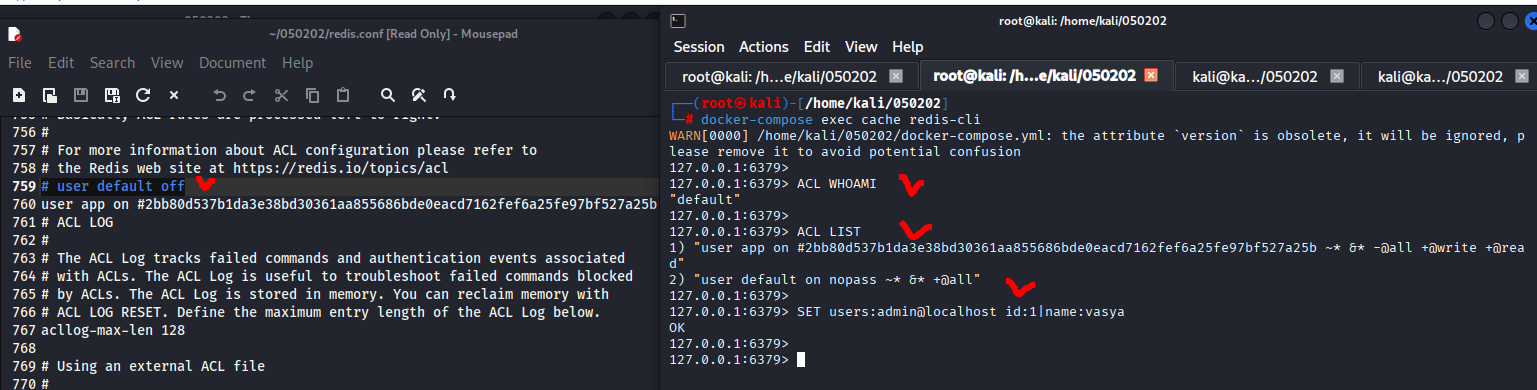 ~/050202/redis.conf [Read Only] - Mousepad
File Edit Search View Document Help
756 #
757 # For more information about ACL configuration please refer to
758 # the Redis web site at https://redis.io/topics/acl
759 # user default off
760 user app on #2bb80d537b1da3e38bd30361aa855686bde0eacd7162fef6a25fe97bf527a25b
761 # ACL LOG
762 #
763 # The ACL Log tracks failed commands and authentication events associated
764 # with ACLs. The ACL Log is useful to troubleshoot failed commands blocked
765 # by ACLs. The ACL Log is stored in memory. You can reclaim memory with
766 # ACL LOG RESET. Define the maximum entry length of the ACL Log below.
767 acllog-max-len 128
768
769 # Using an external ACL file
770 #
root@kali: /home/kali/050202
Session Actions Edit View Help
root@kali: /h...e/kali/050202 root@kali: /h...e/kali/050202 kali@ka.../050202 kali@ka.../050202
┌──(root㉿kali)-[/home/kali/050202]
└─# docker-compose exec cache redis-cli
WARN[0000] /home/kali/050202/docker-compose.yml: the attribute `version` is obsolete, it will be ignored, p
lease remove it to avoid potential confusion
127.0.0.1:6379>
127.0.0.1:6379> ACL WHOAMI
"default"
127.0.0.1:6379>
127.0.0.1:6379> ACL LIST
1) "user app on #2bb80d537b1da3e38bd30361aa855686bde0eacd7162fef6a25fe97bf527a25b ~* &* -@all +@write +@rea
d"
2) "user default on nopass ~* &* +@all"
127.0.0.1:6379>
127.0.0.1:6379> SET users:admin@localhost id:1|name:vasya
OK
127.0.0.1:6379>
127.0.0.1:6379>